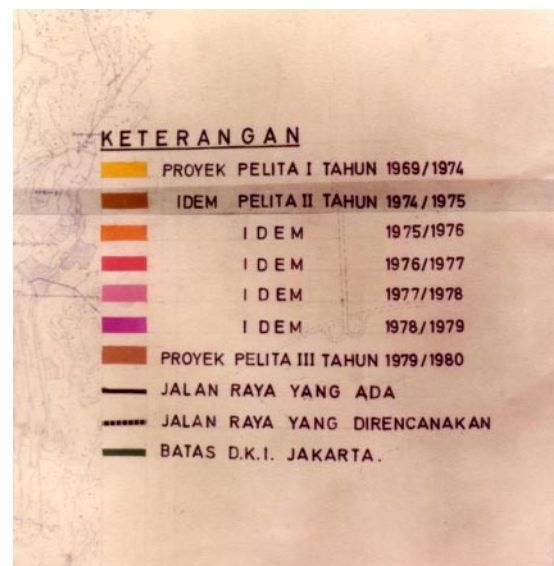 KETERANGAN
PROYEK PELITA I TAHUN 1969/1974
IDEM PELITA II TAHUN 1974/1975
IDEM 1975/1976
IDEM 1976/1977
IDEM 1977/1978
IDEM 1978/1979
PROYEK PELITA III TAHUN 1979/1980
JALAN RAYA YANG ADA
JALAN RAYA YANG DIRENCANAKAN
BATAS D.K.I. JAKARTA.